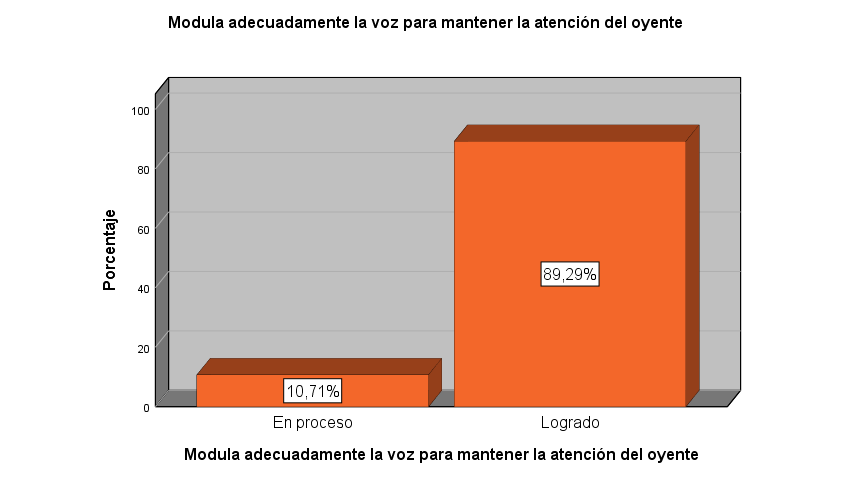 Modula adecuadamente la voz para mantener la atención del oyente
100
80
60
40
20
0
Porcentaje
10,71%
89,29%
En proceso
Logrado
Modula adecuadamente la voz para mantener la atención del oyente